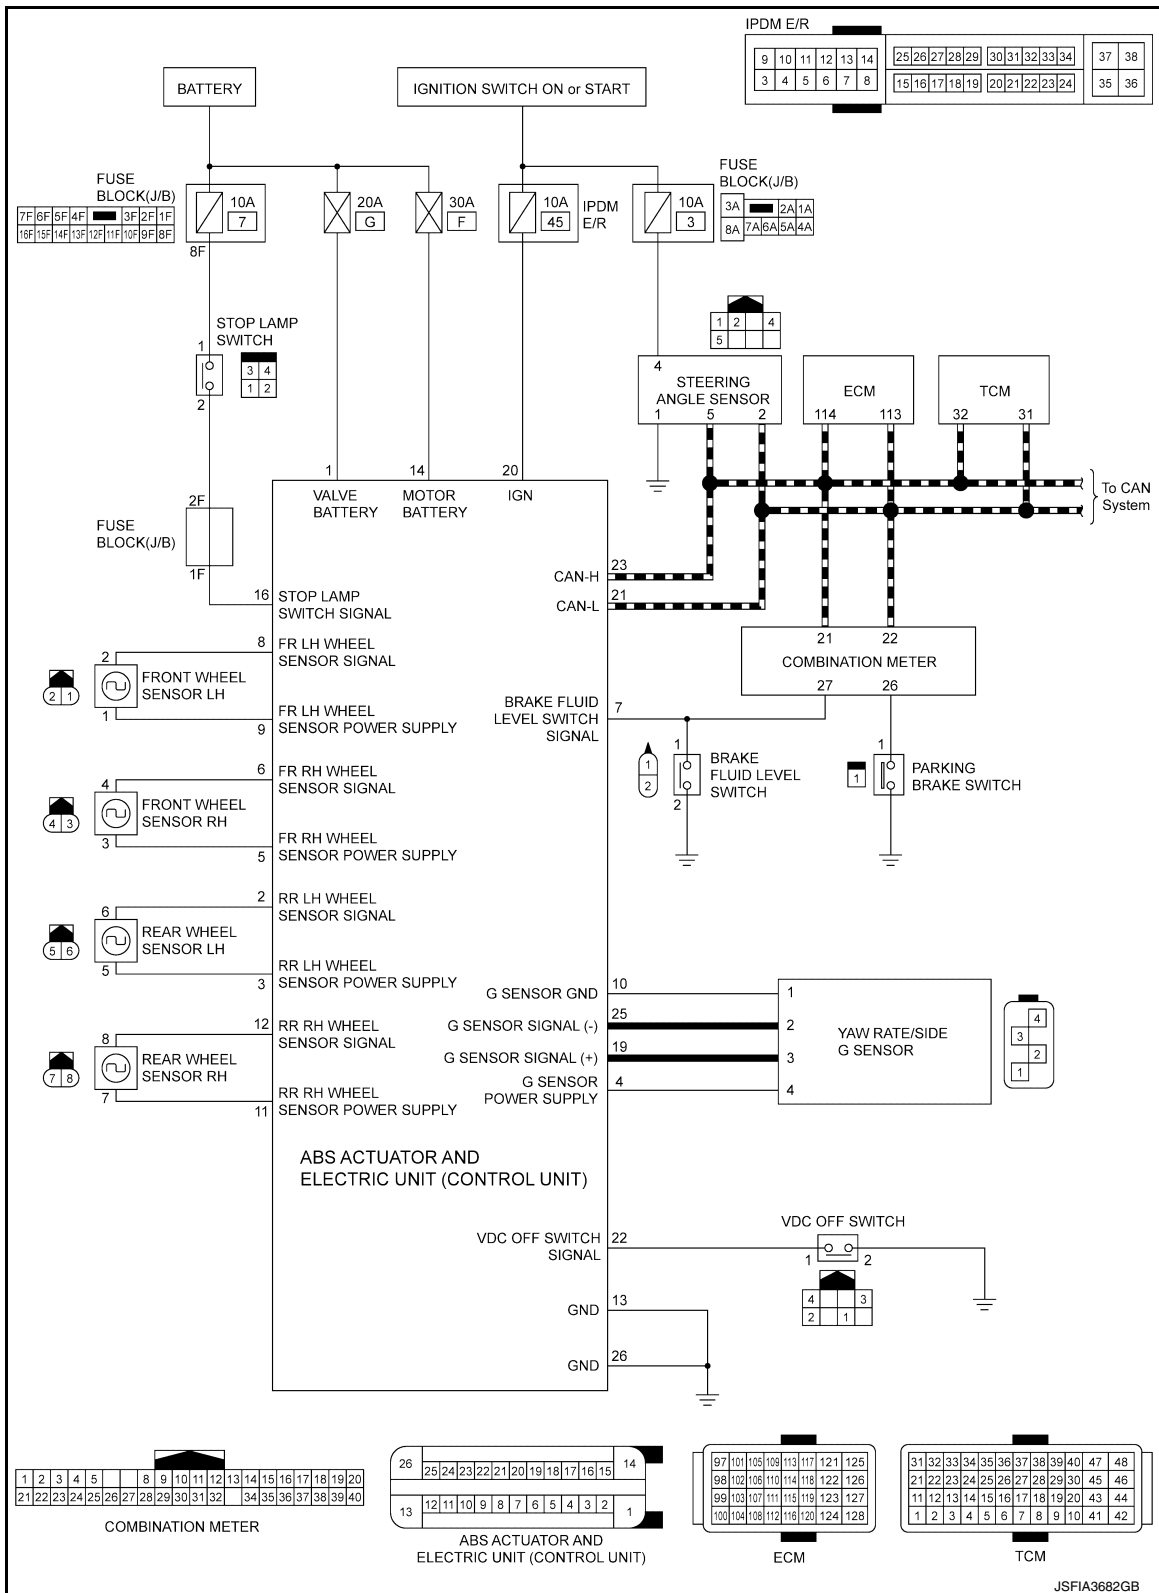 IPDM E/R
9 10 11 12 13 14
3 4 5 6 7 8
25 26 27 28 29 30 31 32 33 34
15 16 17 18 19 20 21 22 23 24
37 38
35 36
BATTERY
IGNITION SWITCH ON or START
FUSE
BLOCK(J/B)
7F 6F 5F 4F 3F 2F 1F
16F 15F 14F 13F 12F 11F 10F 9F 8F
10A
7
8F
20A
G
30A
F
10A
45
IPDM
E/R
10A
3
FUSE
BLOCK(J/B)
3A 2A 1A
8A 7A 6A 5A 4A
STOP LAMP
SWITCH
1
2
3 4
1 2
1 2 4
5
4
STEERING
ANGLE SENSOR
1 5 2
ECM
114 113
TCM
32 31
To CAN
System
2F
FUSE
BLOCK(J/B)
1F
1
VALVE
BATTERY
14
MOTOR
BATTERY
20
IGN
CAN-H
23
CAN-L
21
16
STOP LAMP
SWITCH SIGNAL
21 22
COMBINATION METER
27 26
2 1
2
FRONT WHEEL
SENSOR LH
1
8
FR LH WHEEL
SENSOR SIGNAL
9
FR LH WHEEL
SENSOR POWER SUPPLY
BRAKE FLUID
LEVEL SWITCH
SIGNAL
7
1
2
1
BRAKE
FLUID LEVEL
SWITCH
2
1
1
PARKING
BRAKE SWITCH
4 3
4
FRONT WHEEL
SENSOR RH
3
6
FR RH WHEEL
SENSOR SIGNAL
5
FR RH WHEEL
SENSOR POWER SUPPLY
5 6
6
REAR WHEEL
SENSOR LH
5
2
RR LH WHEEL
SENSOR SIGNAL
3
RR LH WHEEL
SENSOR POWER SUPPLY
7 8
8
REAR WHEEL
SENSOR RH
7
12
RR RH WHEEL
SENSOR SIGNAL
11
RR RH WHEEL
SENSOR POWER SUPPLY
G SENSOR GND
10
1
G SENSOR SIGNAL (-)
25
2
G SENSOR SIGNAL (+)
19
3
G SENSOR
POWER SUPPLY
4
4
YAW RATE/SIDE
G SENSOR
4
3
2
1
ABS ACTUATOR AND
ELECTRIC UNIT (CONTROL UNIT)
VDC OFF SWITCH
SIGNAL
22
VDC OFF SWITCH
1 2
4 3
2 1
GND
13
GND
26
1 2 3 4 5 8 9 10 11 12 13 14 15 16 17 18 19 20
21 22 23 24 25 26 27 28 29 30 31 32 34 35 36 37 38 39 40
COMBINATION METER
26 25 24 23 22 21 20 19 18 17 16 15 14
13 12 11 10 9 8 7 6 5 4 3 2 1
ABS ACTUATOR AND
ELECTRIC UNIT (CONTROL UNIT)
97 101 105 109 113 117 121 125
98 102 106 110 114 118 122 126
99 103 107 111 115 119 123 127
100 104 108 112 116 120 124 128
ECM
31 32 33 34 35 36 37 38 39 40 47 48
21 22 23 24 25 26 27 28 29 30 45 46
11 12 13 14 15 16 17 18 19 20 43 44
1 2 3 4 5 6 7 8 9 10 41 42
TCM
JSFIA3682GB